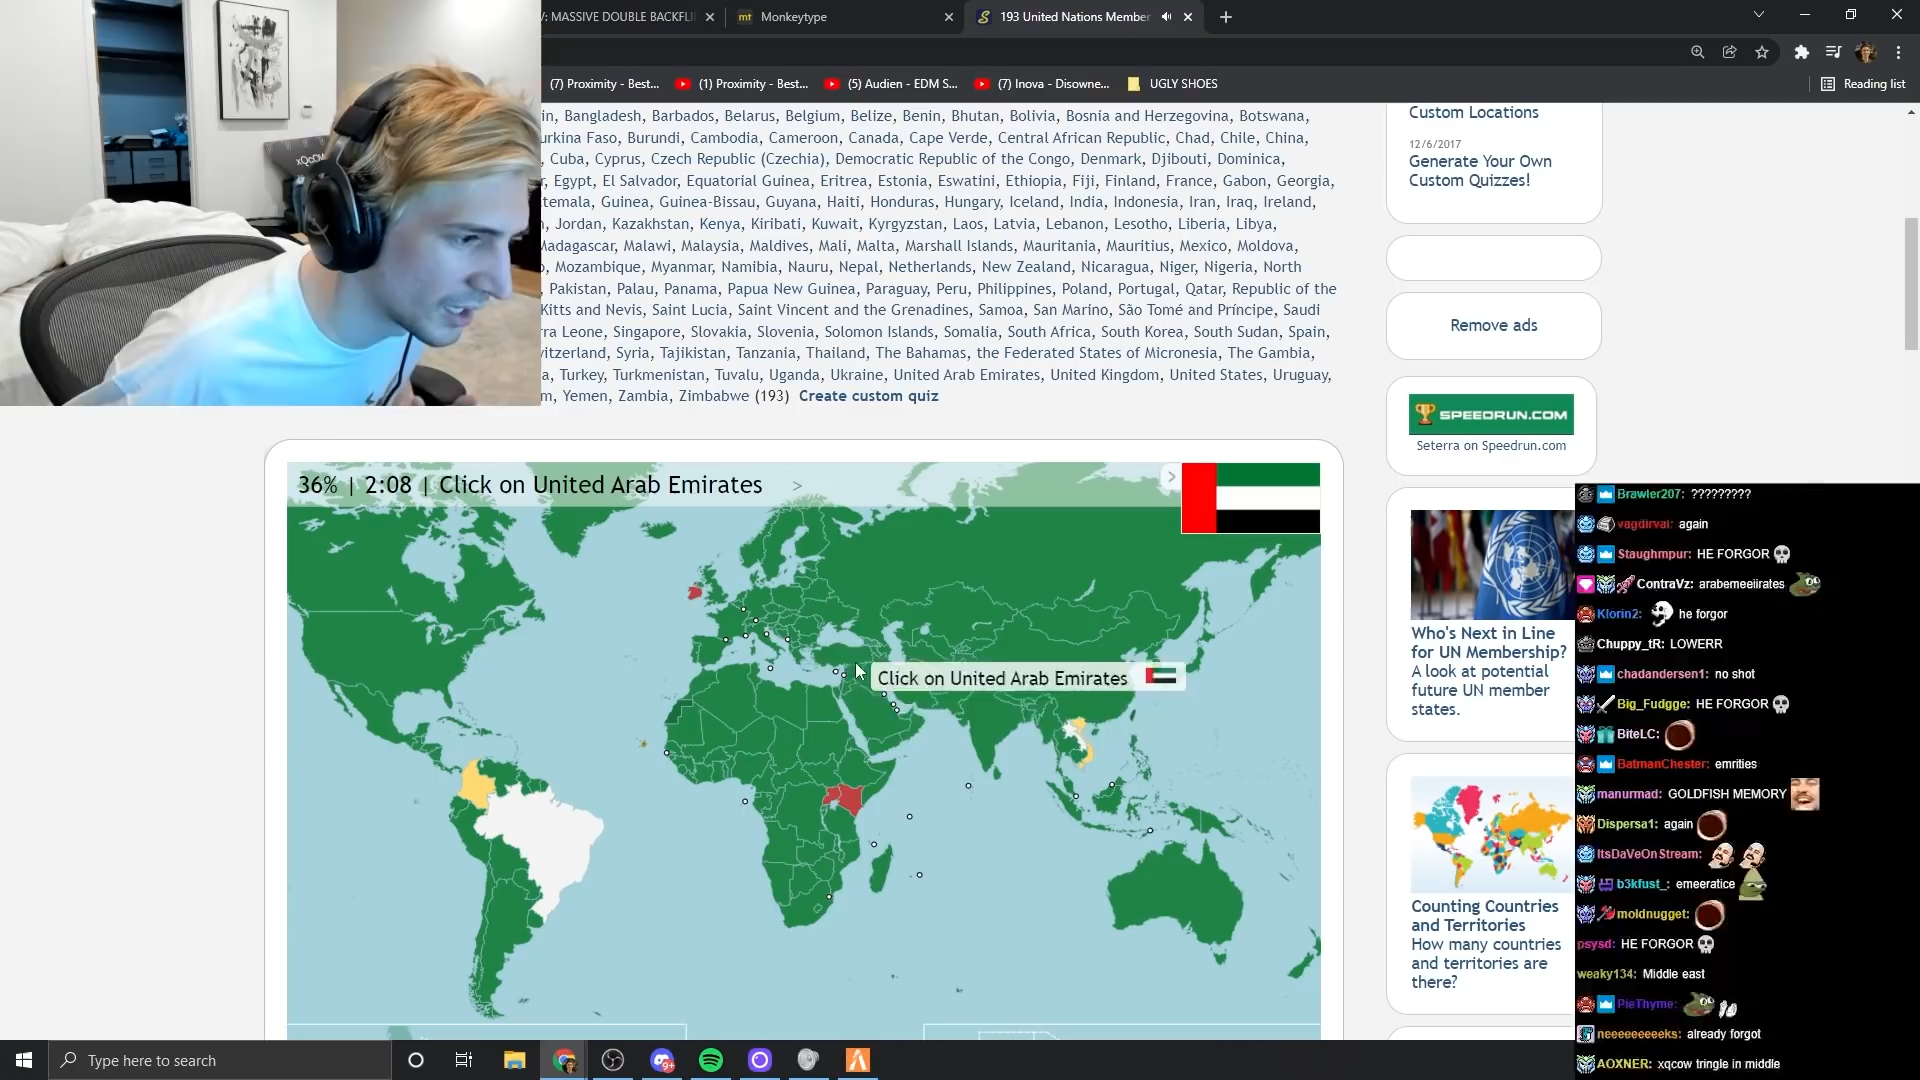 V: MASSIVE DOUBLE BACKFLI
mt Monkeytype
193 United Nations Member
(7) Proximity - Best...
(1) Proximity - Best...
(5) Audien - EDM S...
(7) Inova - Disowne...
UGLY SHOES
Reading list
xQcOW
in, Bangladesh, Barbados, Belarus, Belgium, Belize, Benin, Bhutan, Bolivia, Bosnia and Herzegovina, Botswana,
urkina Faso, Burundi, Cambodia, Cameroon, Canada, Cape Verde, Central African Republic, Chad, Chile, China,
, Cuba, Cyprus, Czech Republic (Czechia), Democratic Republic of the Congo, Denmark, Djibouti, Dominica,
r, Egypt, El Salvador, Equatorial Guinea, Eritrea, Estonia, Eswatini, Ethiopia, Fiji, Finland, France, Gabon, Georgia,
temala, Guinea, Guinea-Bissau, Guyana, Haiti, Honduras, Hungary, Iceland, India, Indonesia, Iran, Iraq, Ireland,
n, Jordan, Kazakhstan, Kenya, Kiribati, Kuwait, Kyrgyzstan, Laos, Latvia, Lebanon, Lesotho, Liberia, Libya,
Madagascar, Malawi, Malaysia, Maldives, Mali, Malta, Marshall Islands, Mauritania, Mauritius, Mexico, Moldova,
o, Mozambique, Myanmar, Namibia, Nauru, Nepal, Netherlands, New Zealand, Nicaragua, Niger, Nigeria, North
, Pakistan, Palau, Panama, Papua New Guinea, Paraguay, Peru, Philippines, Poland, Portugal, Qatar, Republic of the
Kitts and Nevis, Saint Lucia, Saint Vincent and the Grenadines, Samoa, San Marino, São Tomé and Príncipe, Saudi
rra Leone, Singapore, Slovakia, Slovenia, Solomon Islands, Somalia, South Africa, South Korea, South Sudan, Spain,
witzerland, Syria, Tajikistan, Tanzania, Thailand, The Bahamas, the Federated States of Micronesia, The Gambia,
a, Turkey, Turkmenistan, Tuvalu, Uganda, Ukraine, United Arab Emirates, United Kingdom, United States, Uruguay,
m, Yemen, Zambia, Zimbabwe (193) Create custom quiz
Custom Locations
12/6/2017
Generate Your Own
Custom Quizzes!
Remove ads
SPEEDRUN.COM
Seterra on Speedrun.com
36% | 2:08 | Click on United Arab Emirates >
Click on United Arab Emirates
Who's Next in Line
for UN Membership?
A look at potential
future UN member
states.
Counting Countries
and Territories
How many countries
and territories are
there?
Brawler207: ?????????
vagdirvai: again
Staughmpur: HE FORGOR
ContraVz: arabemeeiirates
Klorin2: he forgor
Chuppy_tR: LOWERR
chadandersen1: no shot
Big_Fudgge: HE FORGOR
BiteLC:
BatmanChester: emrities
manurmad: GOLDFISH MEMORY
Dispersa1: again
ItsDaVeOnStream:
b3kfust_: emeeratice
moldnugget:
psysd: HE FORGOR
weaky134: Middle east
PieThyme:
neeeeeeeeeks: already forgot
AOXNER: xqcow tringle in middle
Type here to search
9+